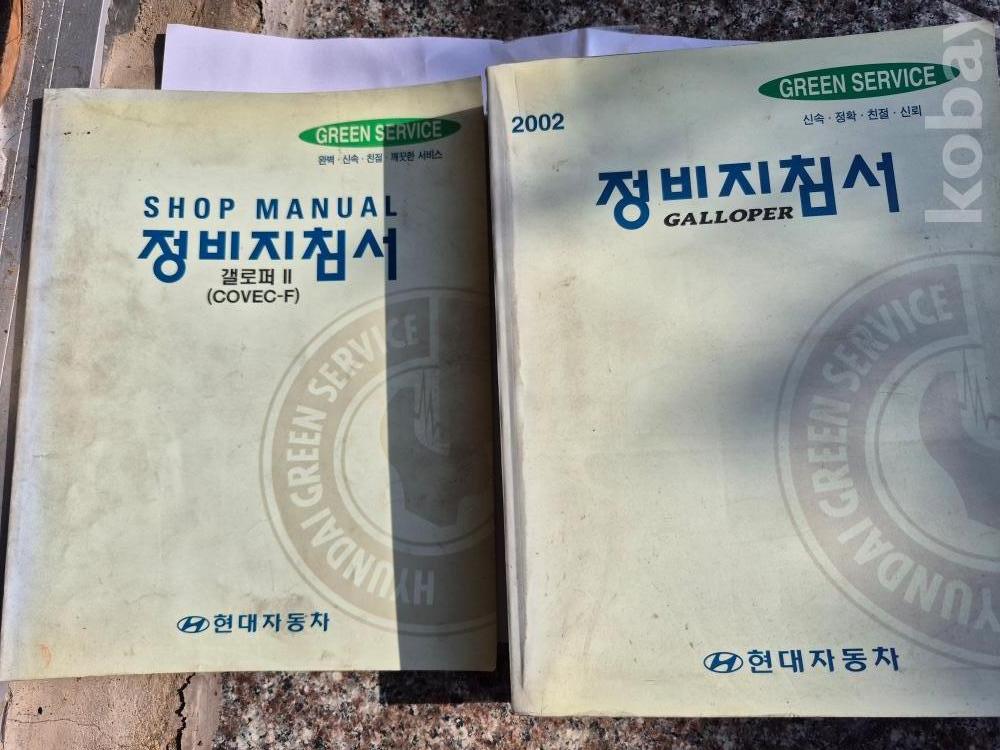 GREEN SERVICE
완벽 · 신속 · 친절 · 깨끗한 서비스
SHOP MANUAL
정비지침서
갤로퍼 II
(COVEC-F)
HYUNDAI GREEN SERVICE
현대자동차
GREEN SERVICE
신속 · 정확 · 친절 · 신뢰
2002
정비지침서
GALLOPER
HYUNDAI GREEN SERVICE
현대자동차
kobay